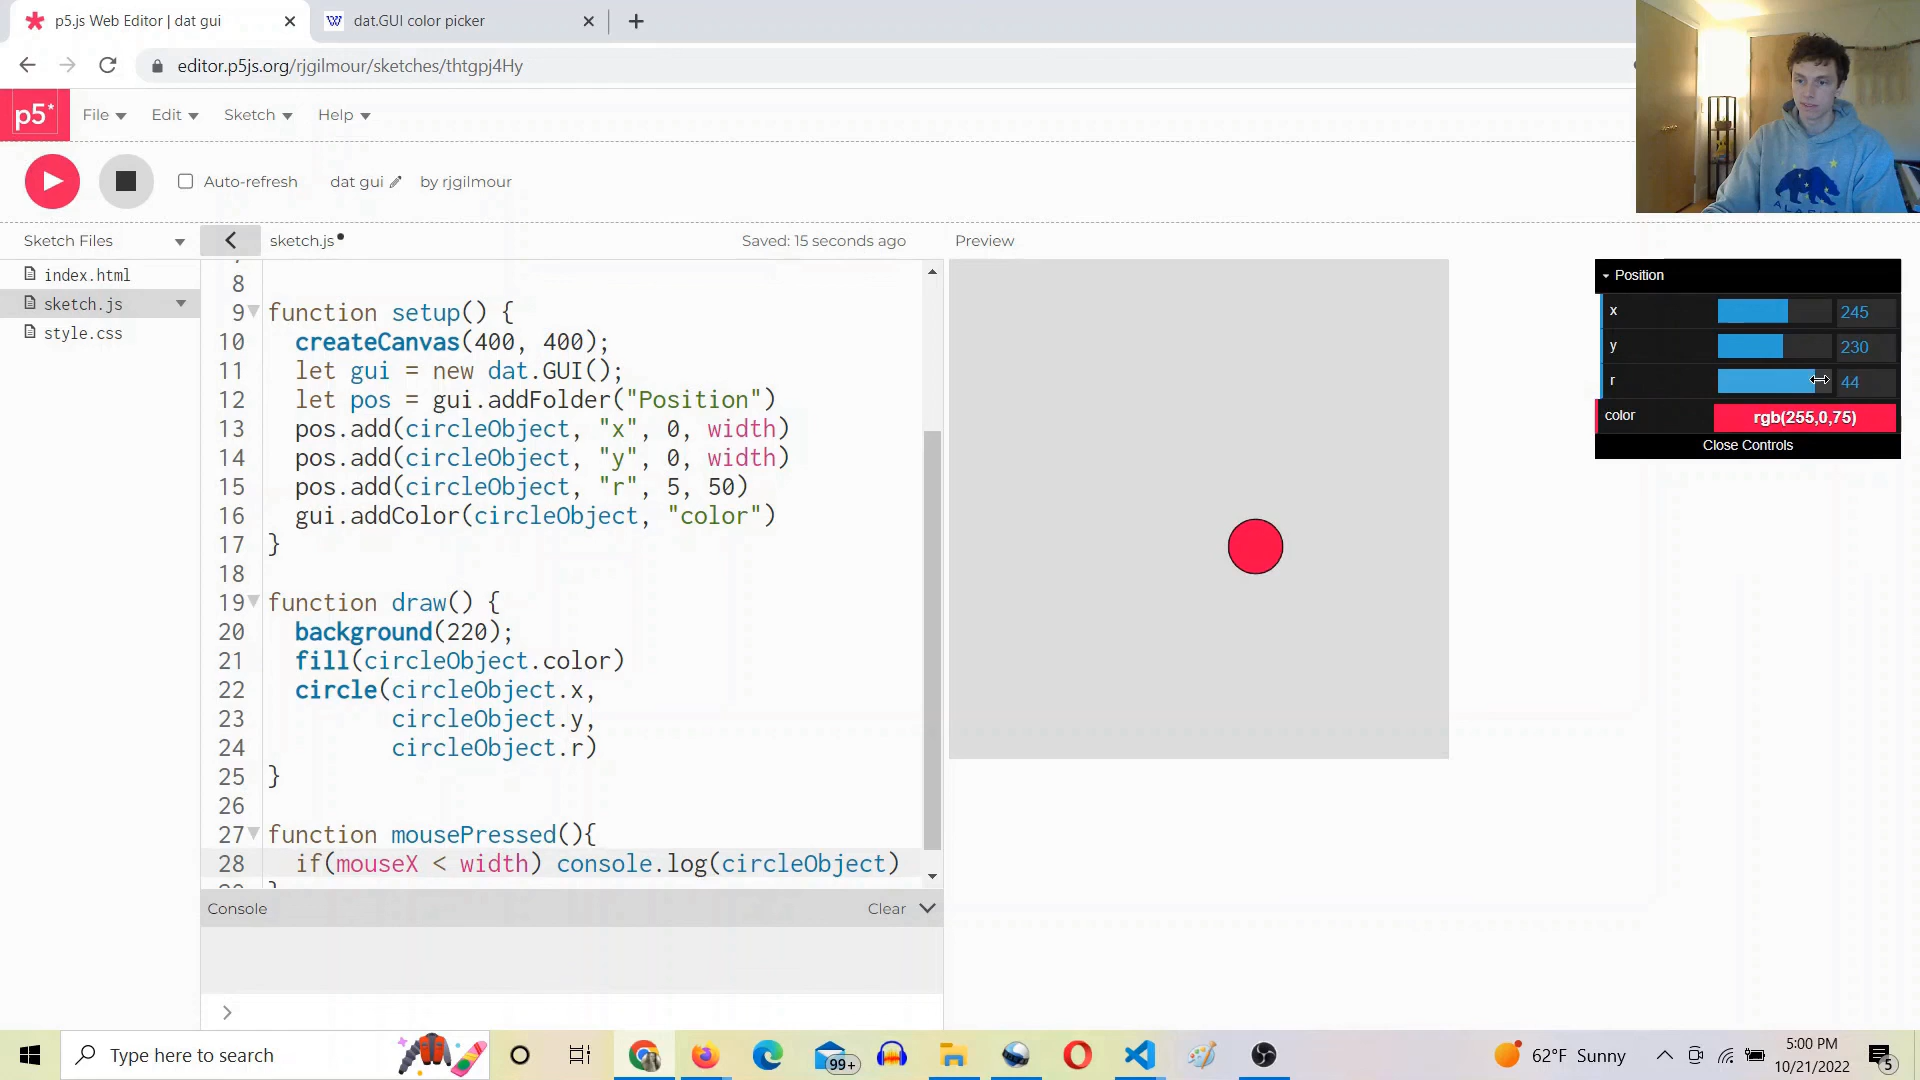 p5.js Web Editor | dat gui
dat.GUI color picker
editor.p5js.org/rjgilmour/sketches/thtgpj4Hy
p5*
File
Edit
Sketch
Help
Auto-refresh
dat gui
by rjgilmour
Sketch Files
sketch.js
Saved: 15 seconds ago
Preview
index.html
sketch.js
style.css
8
9 function setup() {
10 createCanvas(400, 400);
11 let gui = new dat.GUI();
12 let pos = gui.addFolder("Position")
13 pos.add(circleObject, "x", 0, width)
14 pos.add(circleObject, "y", 0, width)
15 pos.add(circleObject, "r", 5, 50)
16 gui.addColor(circleObject, "color")
17 }
18
19 function draw() {
20 background(220);
21 fill(circleObject.color)
22 circle(circleObject.x,
23 circleObject.y,
24 circleObject.r)
25 }
26
27 function mousePressed(){
28 if(mouseX < width) console.log(circleObject)
Console
Clear
>
Position
x 245
y 230
r 44
color rgb(255,0,75)
Close Controls
Type here to search
99+
62°F Sunny
5:00 PM
10/21/2022
5